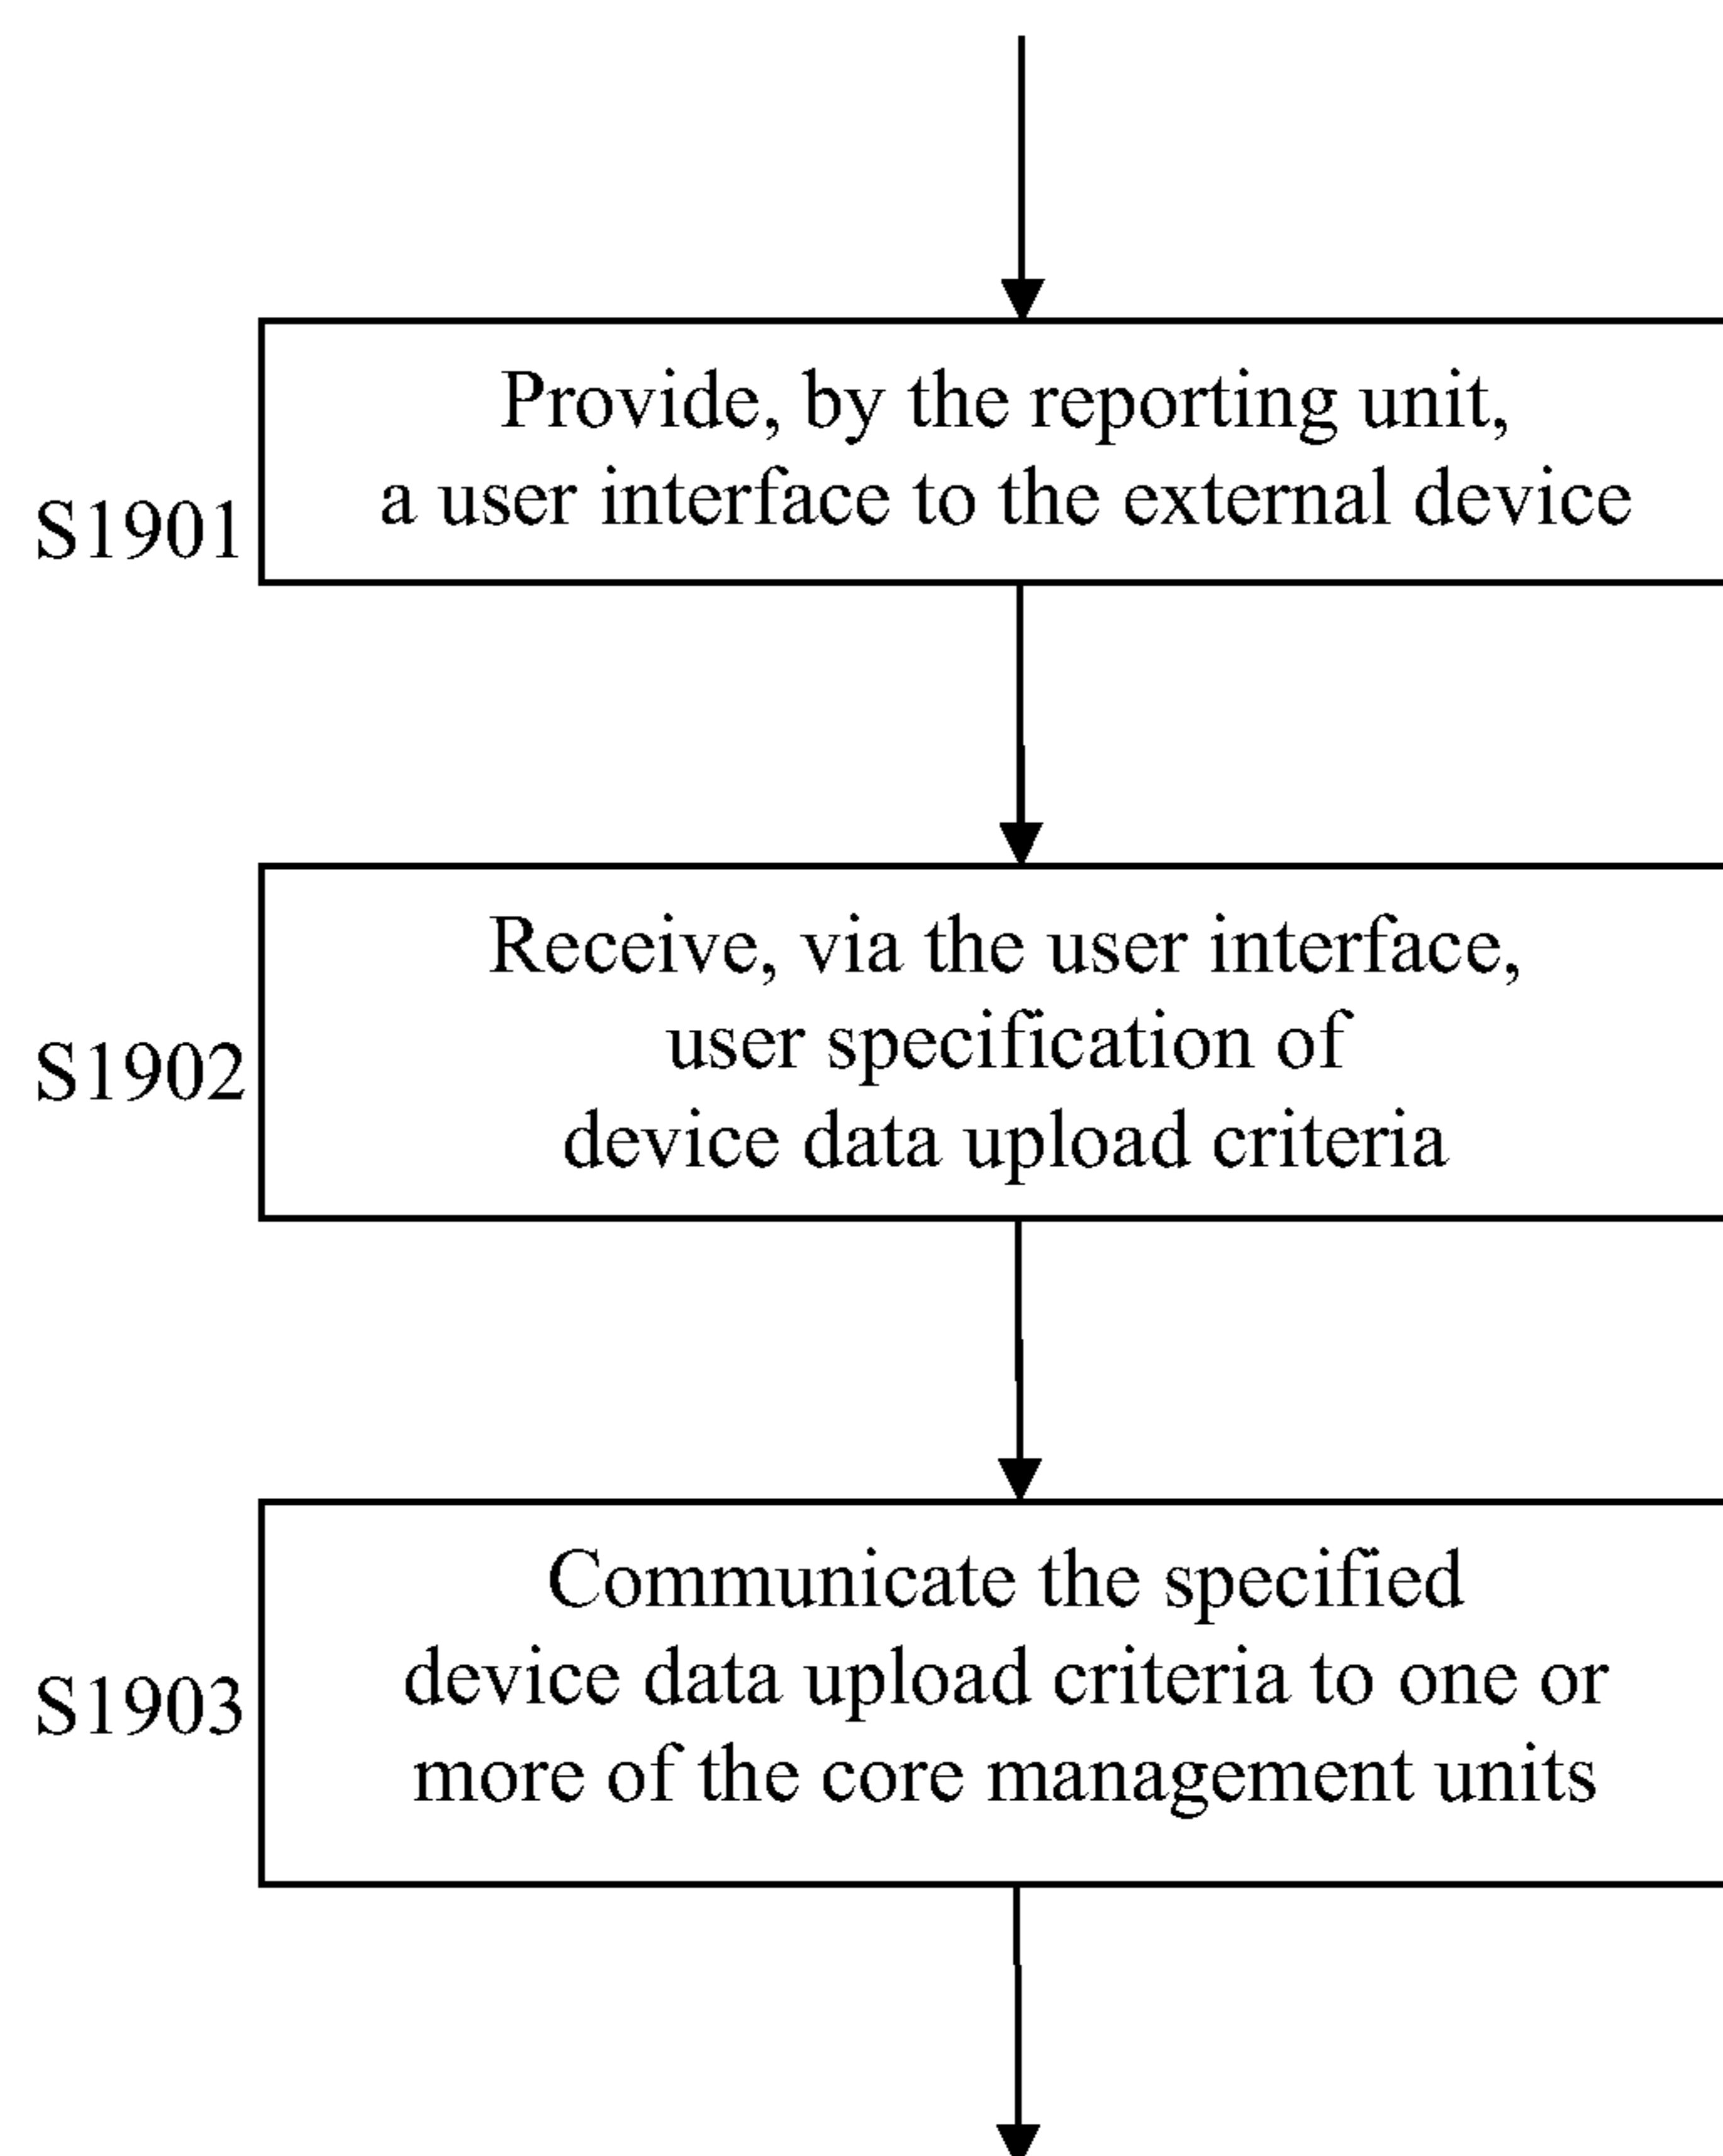 Provide, by the reporting unit,
a user interface to the external device
S1901
Receive, via the user interface,
user specification of
device data upload criteria
S1902
Communicate the specified
device data upload criteria to one or
more of the core management units
S1903